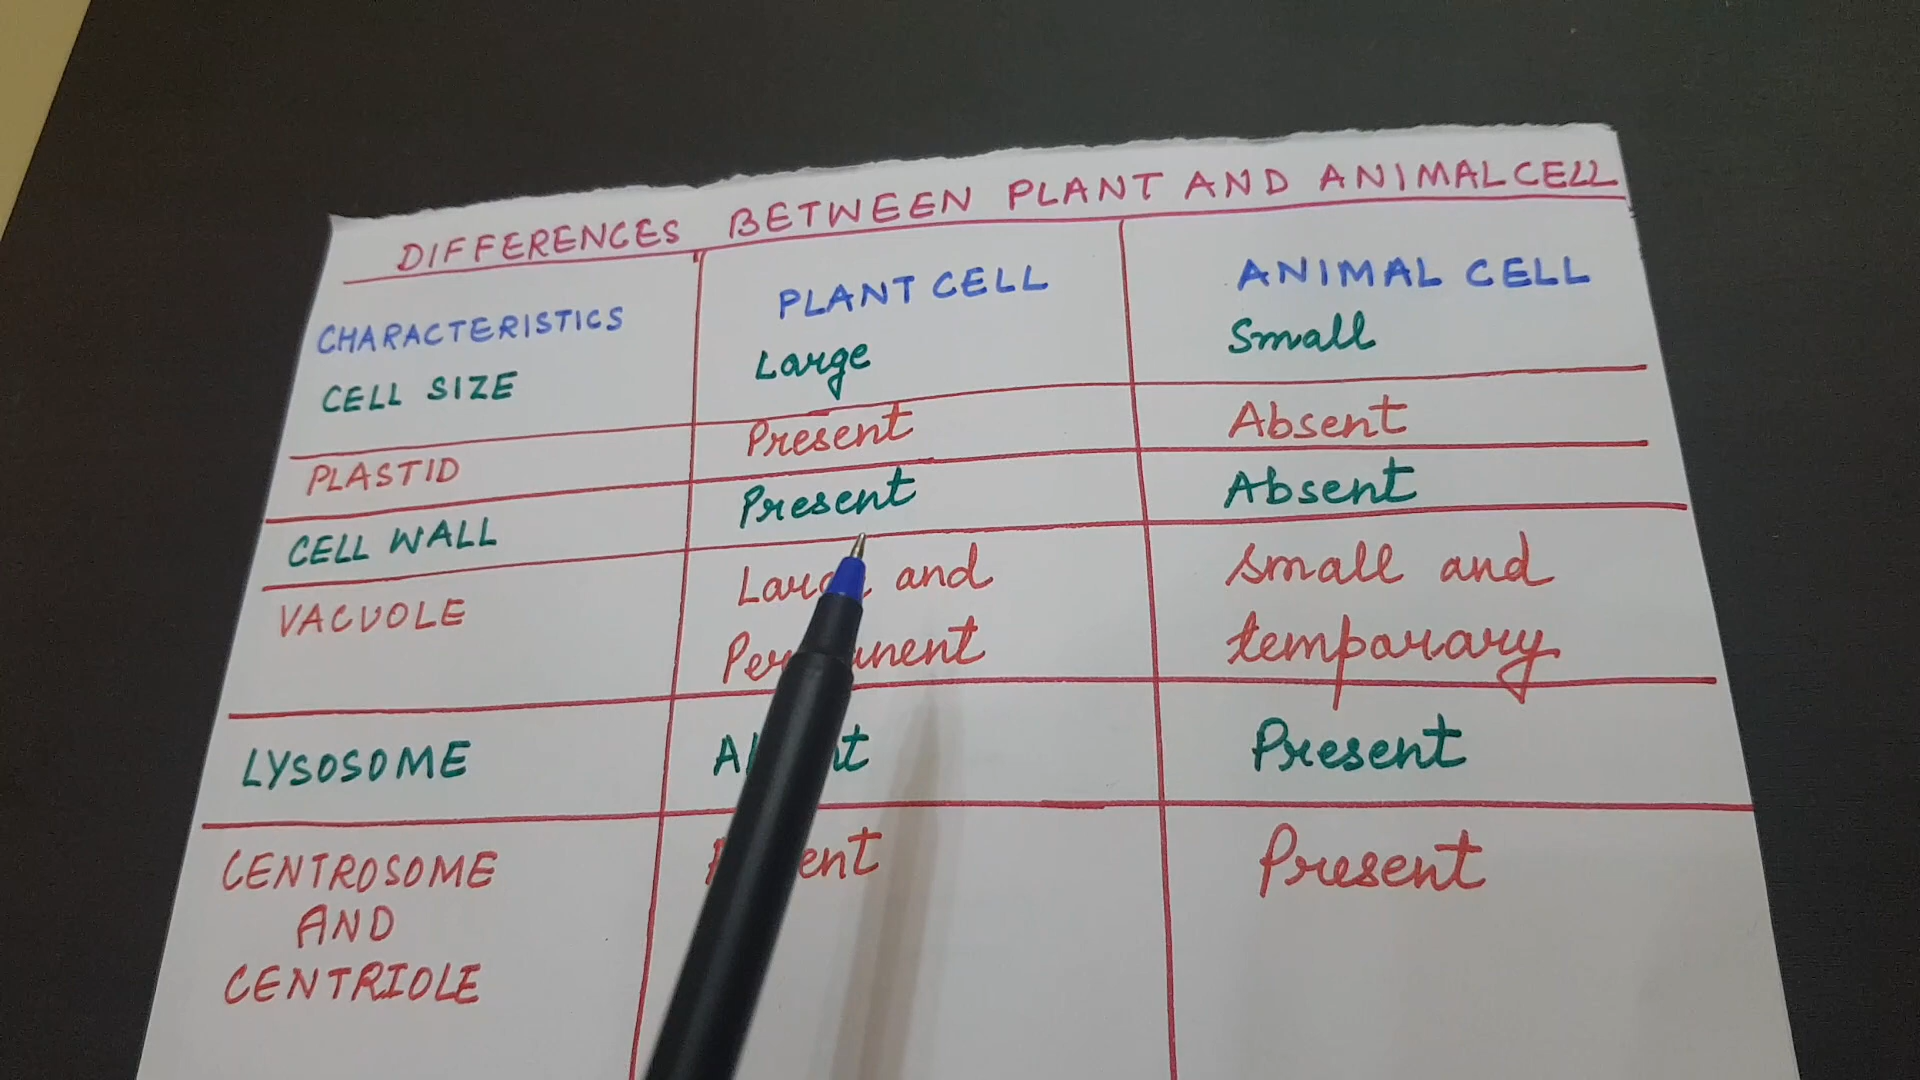 DIFFERENCES BETWEEN PLANT AND ANIMAL CELL
CHARACTERISTICS PLANT CELL ANIMAL CELL
CELL SIZE Large Small
PLASTID Present Absent
CELL WALL Present Absent
VACUOLE Large and small and
temparary
LYSOSOME Present
CENTROSOME Present
AND
CENTRIOLE